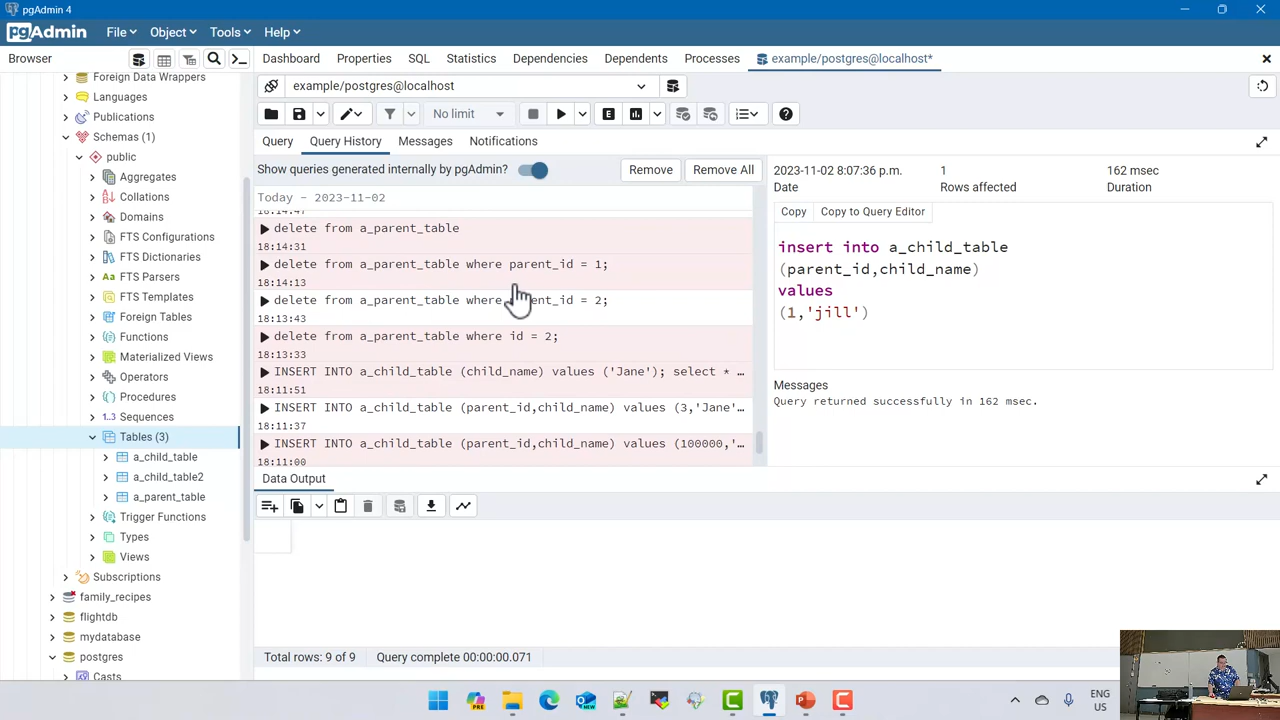 pgAdmin 4
pgAdmin File Object Tools Help
Browser
Dashboard Properties SQL Statistics Dependencies Dependents Processes example/postgres@localhost*
Foreign Data Wrappers
Languages
Publications
Schemas (1)
public
Aggregates
Collations
Domains
FTS Configurations
FTS Dictionaries
FTS Parsers
FTS Templates
Foreign Tables
Functions
Materialized Views
Operators
Procedures
1..3 Sequences
Tables (3)
a_child_table
a_child_table2
a_parent_table
Trigger Functions
Types
Views
Subscriptions
family_recipes
flightdb
mydatabase
postgres
Casts
example/postgres@localhost
No limit
Query Query History Messages Notifications
Show queries generated internally by pgAdmin? Remove Remove All
Today - 2023-11-02
18:14:47
delete from a_parent_table
18:14:31
delete from a_parent_table where parent_id = 1;
18:14:13
delete from a_parent_table where parent_id = 2;
18:13:43
delete from a_parent_table where id = 2;
18:13:33
INSERT INTO a_child_table (child_name) values ('Jane'); select * …
18:11:51
INSERT INTO a_child_table (parent_id,child_name) values (3,'Jane'…
18:11:37
INSERT INTO a_child_table (parent_id,child_name) values (100000,'…
18:11:00
2023-11-02 8:07:36 p.m. 1 162 msec
Date Rows affected Duration
Copy Copy to Query Editor
insert into a_child_table
(parent_id,child_name)
values
(1,'jill')
Messages
Query returned successfully in 162 msec.
Data Output
Total rows: 9 of 9 Query complete 00:00:00.071
ENG
US